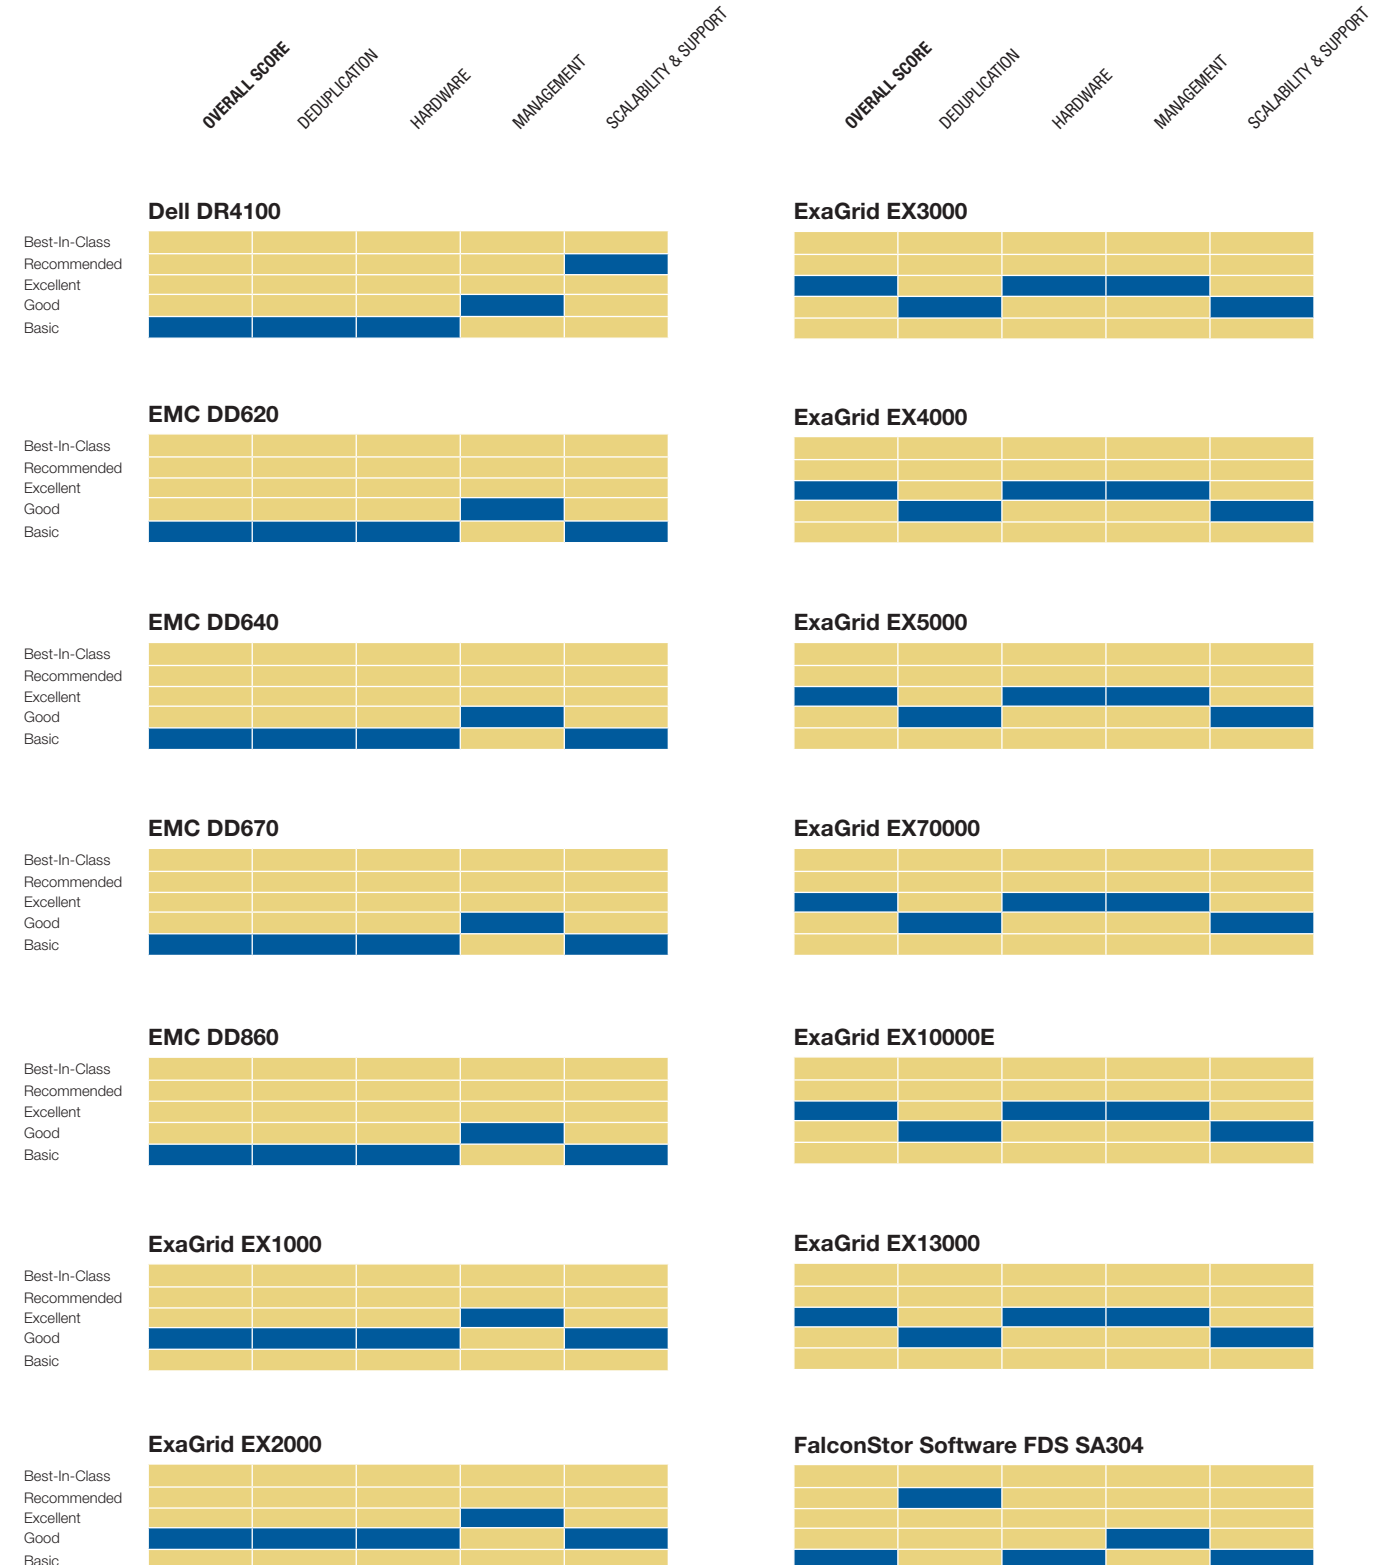 OVERALL SCORE
DEDUPLICATION
HARDWARE
MANAGEMENT
SCALABILITY & SUPPORT
OVERALL SCORE
DEDUPLICATION
HARDWARE
MANAGEMENT
SCALABILITY & SUPPORT
Dell DR4100
Best-In-Class
Recommended
Excellent
Good
Basic
ExaGrid EX3000
EMC DD620
Best-In-Class
Recommended
Excellent
Good
Basic
ExaGrid EX4000
EMC DD640
Best-In-Class
Recommended
Excellent
Good
Basic
ExaGrid EX5000
EMC DD670
Best-In-Class
Recommended
Excellent
Good
Basic
ExaGrid EX70000
EMC DD860
Best-In-Class
Recommended
Excellent
Good
Basic
ExaGrid EX10000E
ExaGrid EX1000
Best-In-Class
Recommended
Excellent
Good
Basic
ExaGrid EX13000
ExaGrid EX2000
Best-In-Class
Recommended
Excellent
Good
Basic
FalconStor Software FDS SA304